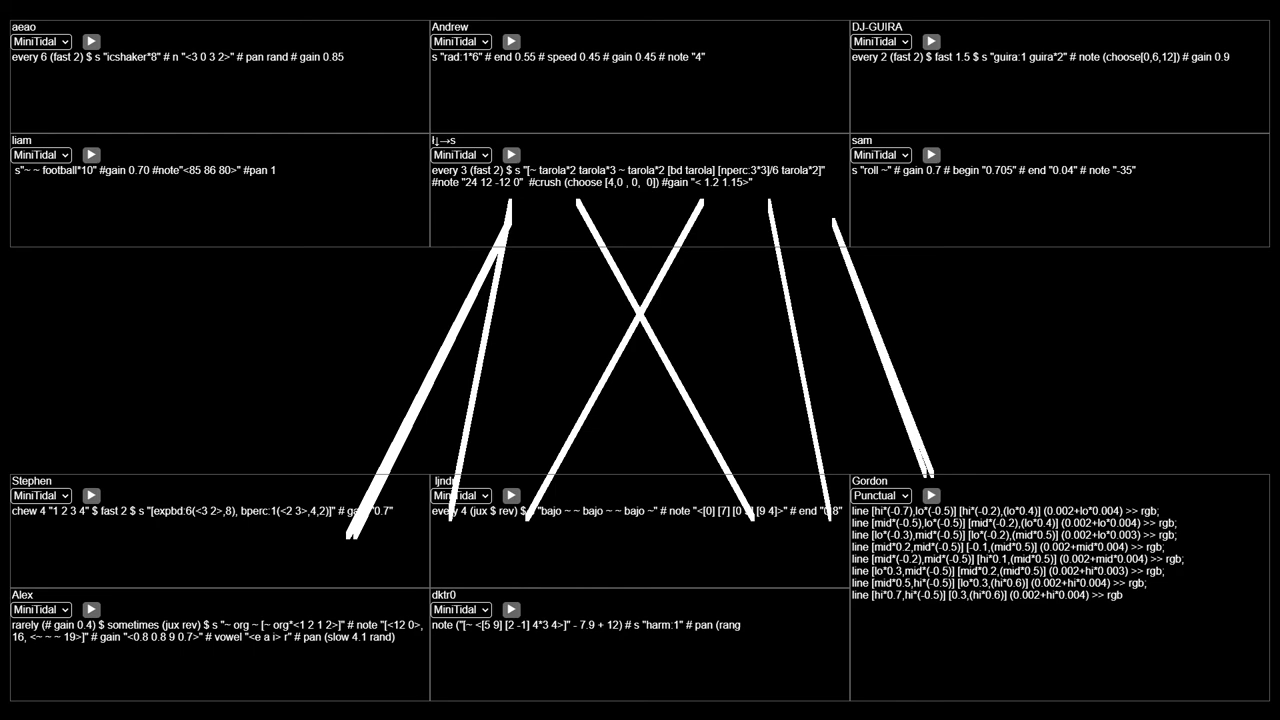 aeao
MiniTidal
every 6 (fast 2) $ s "icshaker*8" # n "<3 0 3 2>" # pan rand # gain 0.85
Andrew
MiniTidal
s "rad:1*6" # end 0.55 # speed 0.45 # gain 0.45 # note "4"
DJ-GUIRA
MiniTidal
every 2 (fast 2) $ fast 1.5 $ s "guira:1 guira*2" # note (choose[0,6,12]) # gain 0.9
liam
MiniTidal
s"~ ~ football*10" #gain 0.70 #note"<85 86 80>" #pan 1
ł↓→s
MiniTidal
every 3 (fast 2) $ s "[~ tarola*2 tarola*3 ~ tarola*2 [bd tarola] [nperc:3*3]/6 tarola*2]"
#note "24 12 -12 0" #crush (choose [4,0 , 0, 0]) #gain "< 1.2 1.15>"
sam
MiniTidal
s "roll ~" # gain 0.7 # begin "0.705" # end "0.04" # note "-35"
Stephen
MiniTidal
chew 4 "1 2 3 4" $ fast 2 $ s "[expbd:6(<3 2>,8), bperc:1(<2 3>,4,2)]" # "0.7"
MiniTidal
every 4 (jux $ rev) $ "bajo ~ ~ bajo ~ ~ bajo ~" # note "<[0] [7] [0 [9 4]>" # end
Gordon
Punctual
line [hi*(-0.7),lo*(-0.5)] [hi*(-0.2),(lo*0.4)] (0.002+lo*0.004) >> rgb;
line [mid*(-0.5),lo*(-0.5)] [mid*(-0.2),(lo*0.4)] (0.002+lo*0.004) >> rgb;
line [lo*(-0.3),mid*(-0.5)] [lo*(-0.2),(mid*0.5)] (0.002+lo*0.003) >> rgb;
line [mid*0.2,mid*(-0.5)] [-0.1,(mid*0.5)] (0.002+mid*0.004) >> rgb;
line [mid*(-0.2),mid*(-0.5)] [hi*0.1,(mid*0.5)] (0.002+mid*0.004) >> rgb;
line [lo*0.3,mid*(-0.5)] [mid*0.2,(mid*0.5)] (0.002+hi*0.003) >> rgb;
line [mid*0.5,hi*(-0.5)] [lo*0.3,(hi*0.6)] (0.002+hi*0.004) >> rgb;
line [hi*0.7,hi*(-0.5)] [0.3,(hi*0.6)] (0.002+hi*0.004) >> rgb
Alex
MiniTidal
rarely (# gain 0.4) $ sometimes (jux rev) $ s "~ org ~ [~ org*<1 2 1 2>]" # note "[<12 0>,
16, <~ ~ ~ 19>]" # gain "<0.8 0.8 9 0.7>" # vowel "<e a i> r" # pan (slow 4.1 rand)
dktr0
MiniTidal
note ("[~ <[5 9] [2 -1] 4*3 4>]" - 7.9 + 12) # s "harm:1" # pan (rang